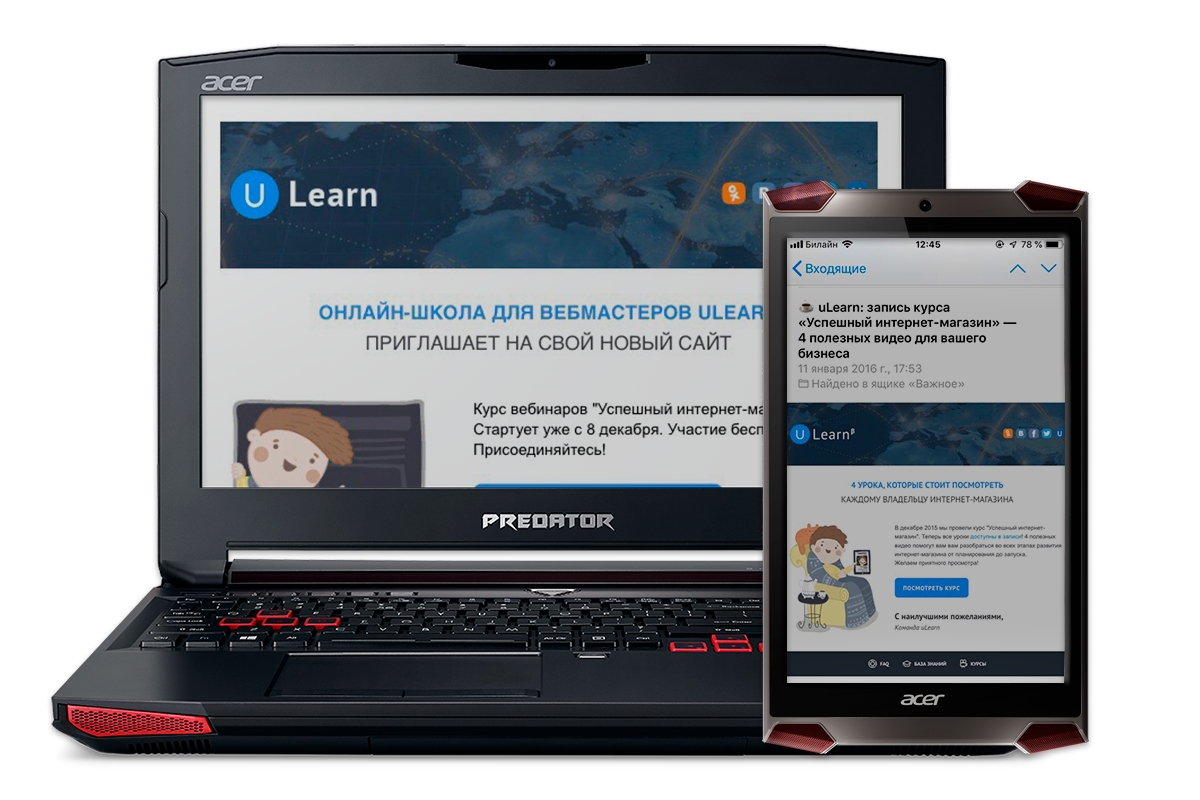 acer
U Learn
ОНЛАЙН-ШКОЛА ДЛЯ ВЕБМАСТЕРОВ ULEAR
ПРИГЛАШАЕТ НА СВОЙ НОВЫЙ САЙТ
Курс вебинаров "Успешный интернет-ма
Стартует уже с 8 декабря. Участие бесп
Присоединяйтесь!
PREDATOR
Билайн 12:45 78 %
Входящие
uLearn: запись курса
«Успешный интернет-магазин» —
4 полезных видео для вашего
бизнеса
11 января 2016 г., 17:53
Найдено в ящике «Важное»
U Learnβ
4 УРОКА, КОТОРЫЕ СТОИТ ПОСМОТРЕТЬ
КАЖДОМУ ВЛАДЕЛЬЦУ ИНТЕРНЕТ-МАГАЗИНА
В декабре 2015 мы провели курс "Успешный интернет-
магазин". Теперь все уроки доступны в записи! 4 полезных
видео помогут вам вам разобраться во всех этапах развития
интернет-магазина от планирования до запуска.
Желаем приятного просмотра!
ПОСМОТРЕТЬ КУРС
С наилучшими пожеланиями,
Команда uLearn
FAQ БАЗА ЗНАНИЙ КУРСЫ
acer